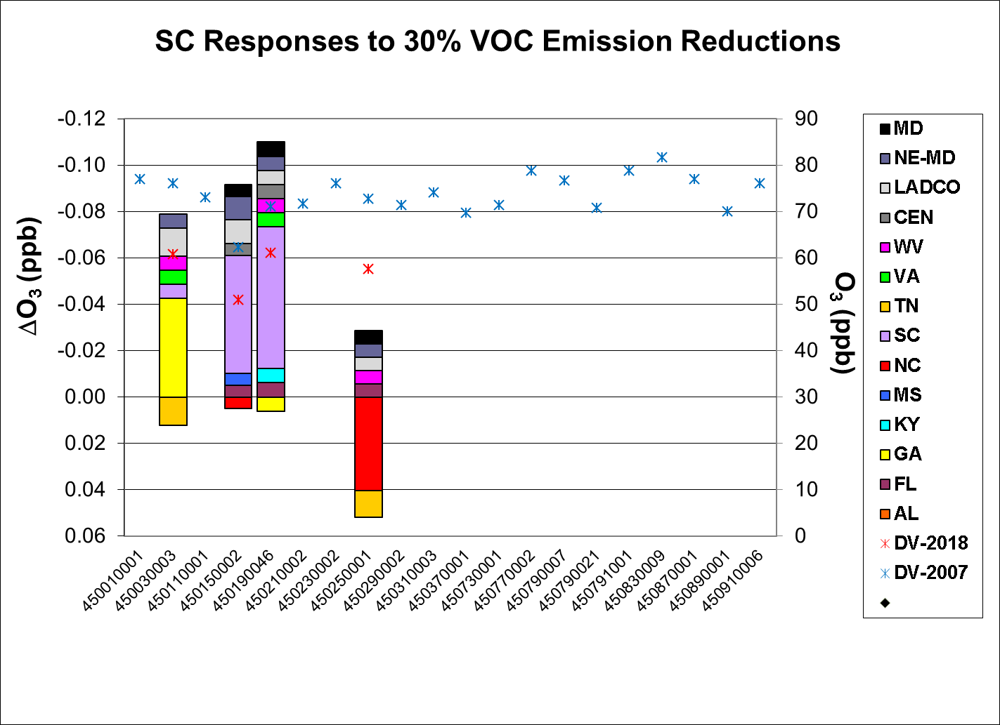 SC Responses to 30% VOC Emission Reductions
ΔO3 (ppb)
-0.12
-0.10
-0.08
-0.06
-0.04
-0.02
0.00
0.02
0.04
0.06
90
80
70
60
50
40
30
20
10
0
O3 (ppb)
450010001
450030003
450110001
450150002
450190046
450210002
450230002
450250001
450290002
450310003
450370001
450730001
450770002
450790007
450790021
450791001
450830009
450870001
450890001
450910006
MD
NE-MD
LADCO
CEN
WV
VA
TN
SC
NC
MS
KY
GA
FL
AL
DV-2018
DV-2007